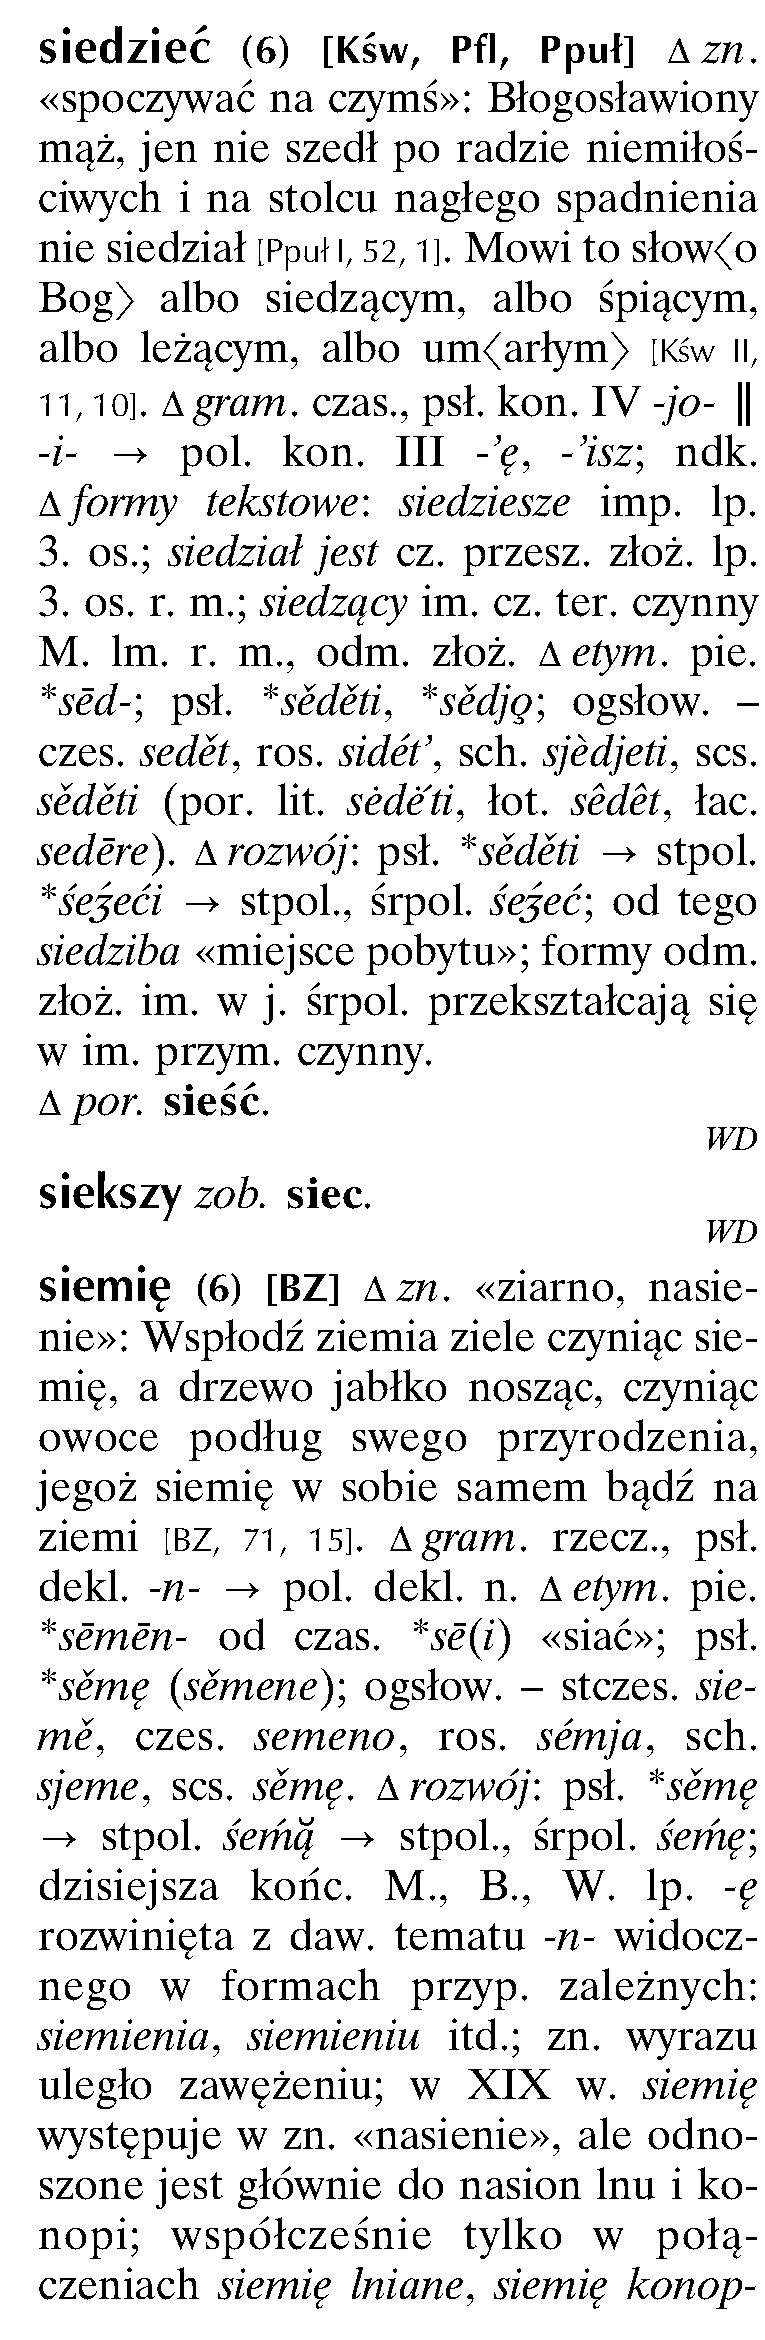 siedzieć (6) [Kśw, Pfl, Ppuł] Δ zn.
«spoczywać na czymś»: Błogosławiony
mąż, jen nie szedł po radzie niemiłoś-
ciwych i na stolcu nagłego spadnienia
nie siedział [Ppuł I, 52, 1]. Mowi to słow⟨o
Bog⟩ albo siedzącym, albo śpiącym,
albo leżącym, albo um⟨arłym⟩ [Kśw II,
11, 10]. Δ gram. czas., psł. kon. IV -jo- ‖
-i- → pol. kon. III -’ę, -’isz; ndk.
Δ formy tekstowe: siedziesze imp. lp.
3. os.; siedział jest cz. przesz. złoż. lp.
3. os. r. m.; siedzący im. cz. ter. czynny
M. lm. r. m., odm. złoż. Δ etym. pie.
*sēd-; psł. *sěděti, *sědjǫ; ogsłow. –
czes. sedět, ros. sidét’, sch. sjèdjeti, scs.
sěděti (por. lit. sėdė́ti, łot. sêdêt, łac.
sedēre). Δ rozwój: psł. *sěděti → stpol.
*śeʒ́eći → stpol., śrpol. śeʒ́eć; od tego
siedziba «miejsce pobytu»; formy odm.
złoż. im. w j. śrpol. przekształcają się
w im. przym. czynny.
Δ por. sieść.
WD
siekszy zob. siec.
WD
siemię (6) [BZ] Δ zn. «ziarno, nasie-
nie»: Wspłodź ziemia ziele czyniąc sie-
mię, a drzewo jabłko nosząc, czyniąc
owoce podług swego przyrodzenia,
jegoż siemię w sobie samem bądź na
ziemi [BZ, 71, 15]. Δ gram. rzecz., psł.
dekl. -n- → pol. dekl. n. Δ etym. pie.
*sēmēn- od czas. *sē(i) «siać»; psł.
*sěmę (sěmene); ogsłow. – stczes. sie-
mě, czes. semeno, ros. sémja, sch.
sjeme, scs. sěmę. Δ rozwój: psł. *sěmę
→ stpol. śeḿą̆ → stpol., śrpol. śeḿę;
dzisiejsza końc. M., B., W. lp. -ę
rozwinięta z daw. tematu -n- widocz-
nego w formach przyp. zależnych:
siemienia, siemieniu itd.; zn. wyrazu
uległo zawężeniu; w XIX w. siemię
występuje w zn. «nasienie», ale odno-
szone jest głównie do nasion lnu i ko-
nopi; współcześnie tylko w połą-
czeniach siemię lniane, siemię konop-